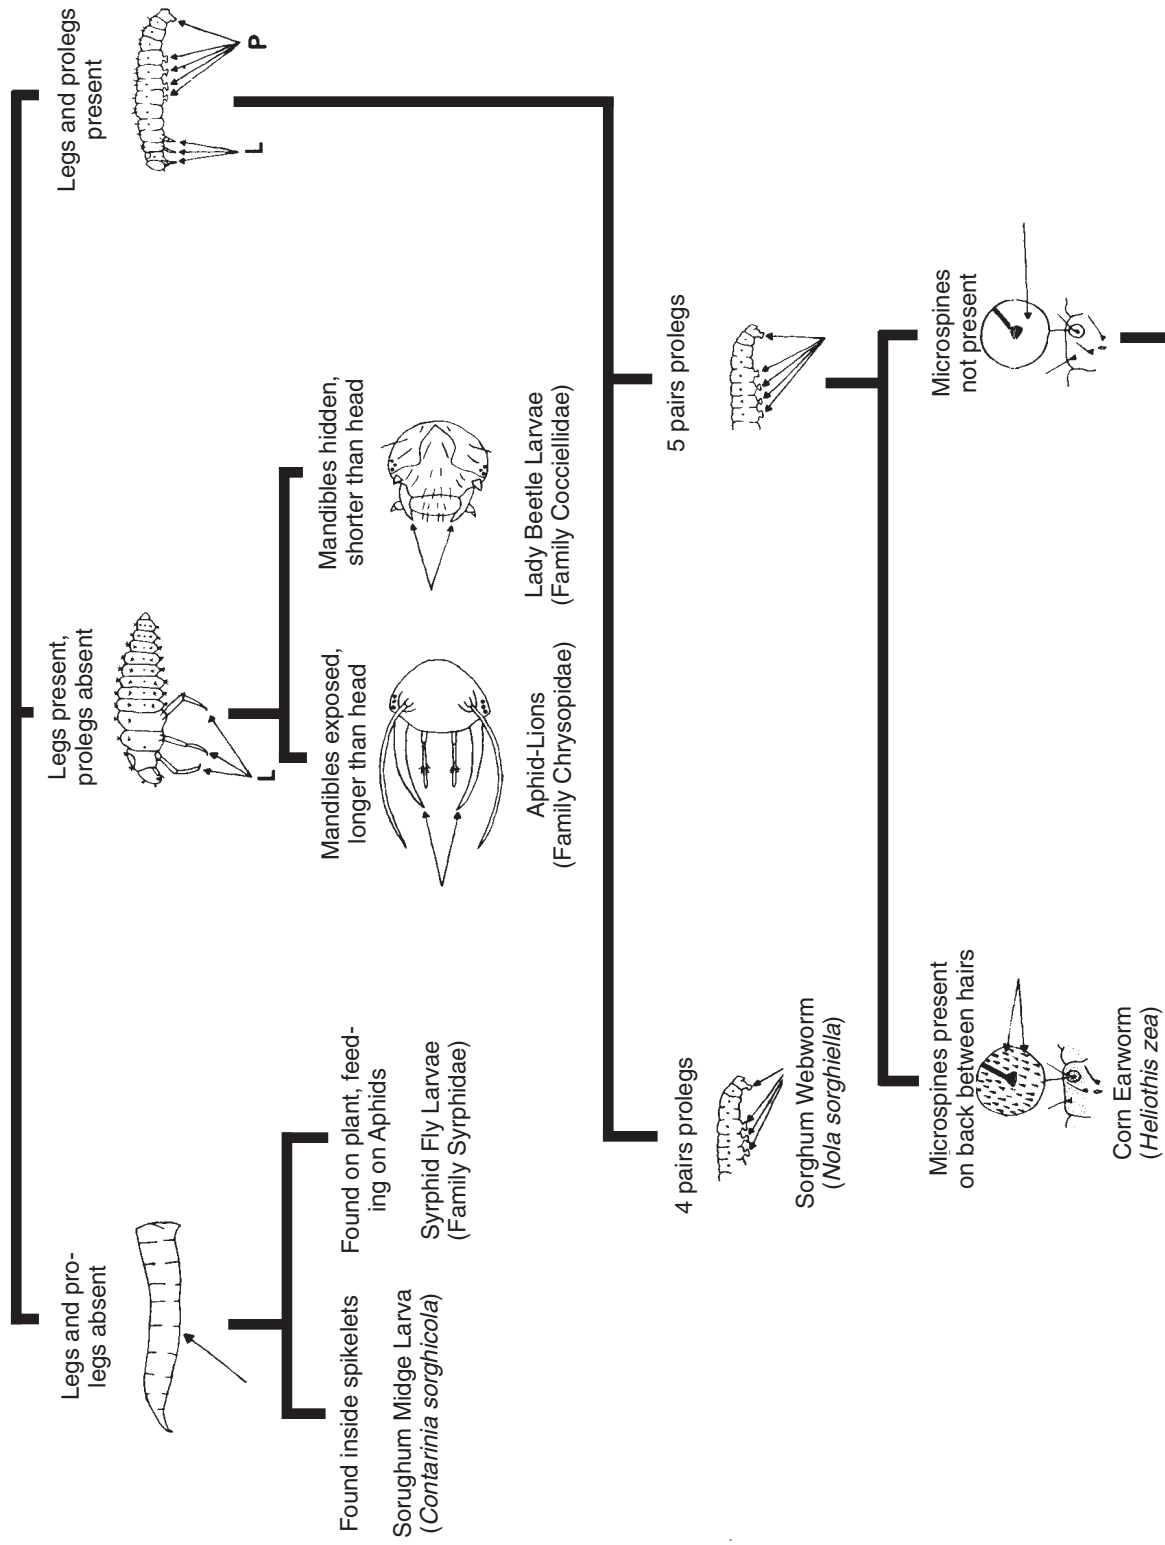 Legs and pro-
legs absent
Found inside spikelets
Sorughum Midge Larva
(Contarinia sorghicola)
Found on plant, feed-
ing on Aphids
Syrphid Fly Larvae
(Family Syrphidae)
Legs present,
prolegs absent
L
Mandibles exposed,
longer than head
Aphid-Lions
(Family Chrysopidae)
Mandibles hidden,
shorter than head
Lady Beetle Larvae
(Family Cocciellidae)
Legs and prolegs
present
L
P
4 pairs prolegs
Sorghum Webworm
(Nola sorghiella)
5 pairs prolegs
Microspines present
on back between hairs
Corn Earworm
(Heliothis zea)
Microspines
not present